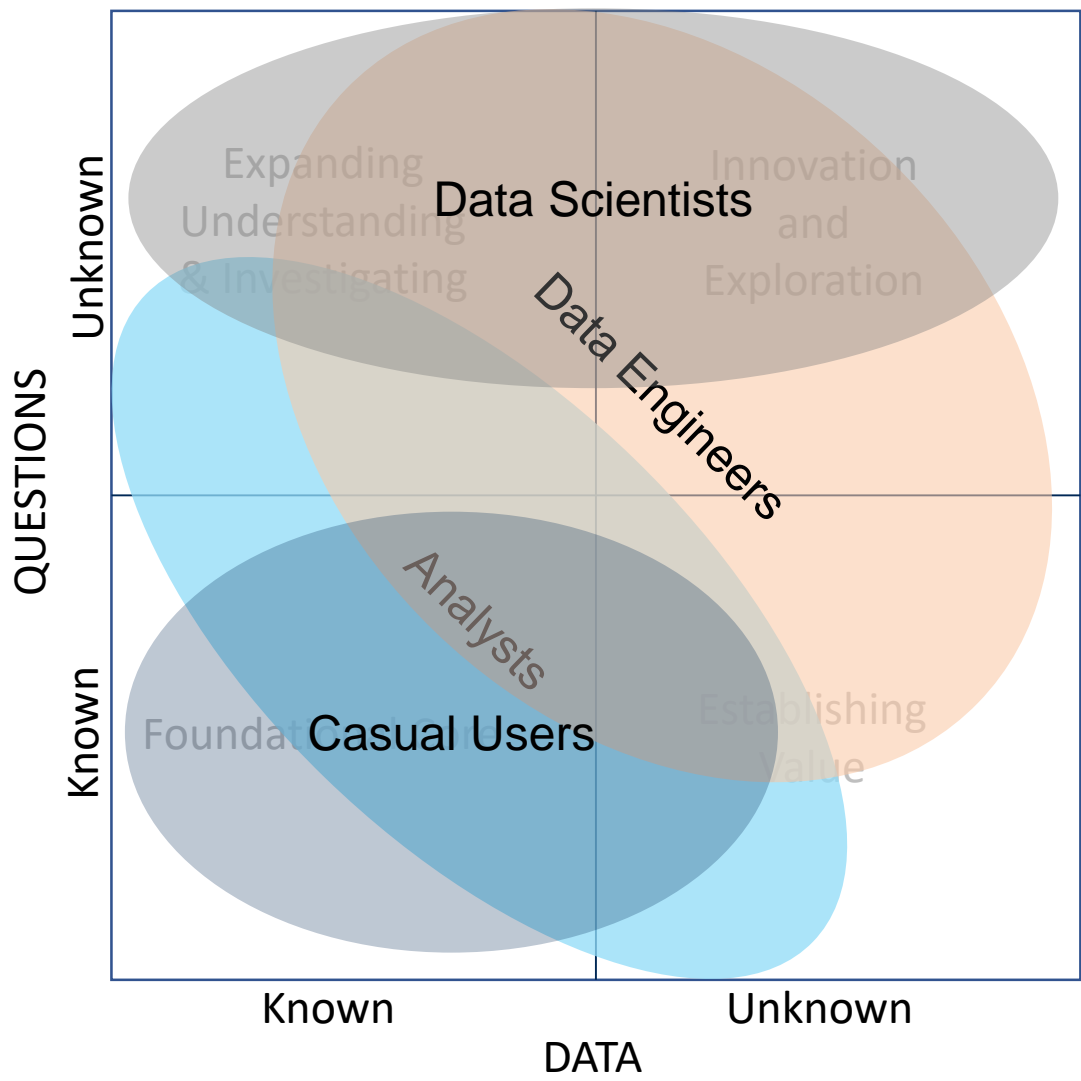 Expanding
Understanding
& Investigating
Innovation
and
Exploration
Data Scientists
Data Engineers
Analysts
Casual Users
Establishing
Value
Unknown
QUESTIONS
Known
Known
Unknown
DATA